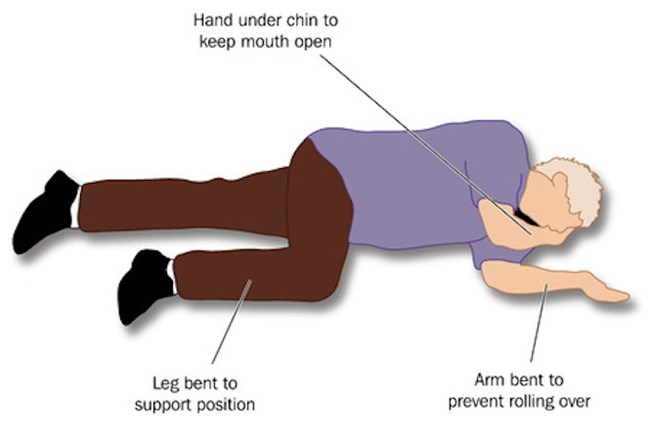 Hand under chin to
keep mouth open
Leg bent to
support position
Arm bent to
prevent rolling over